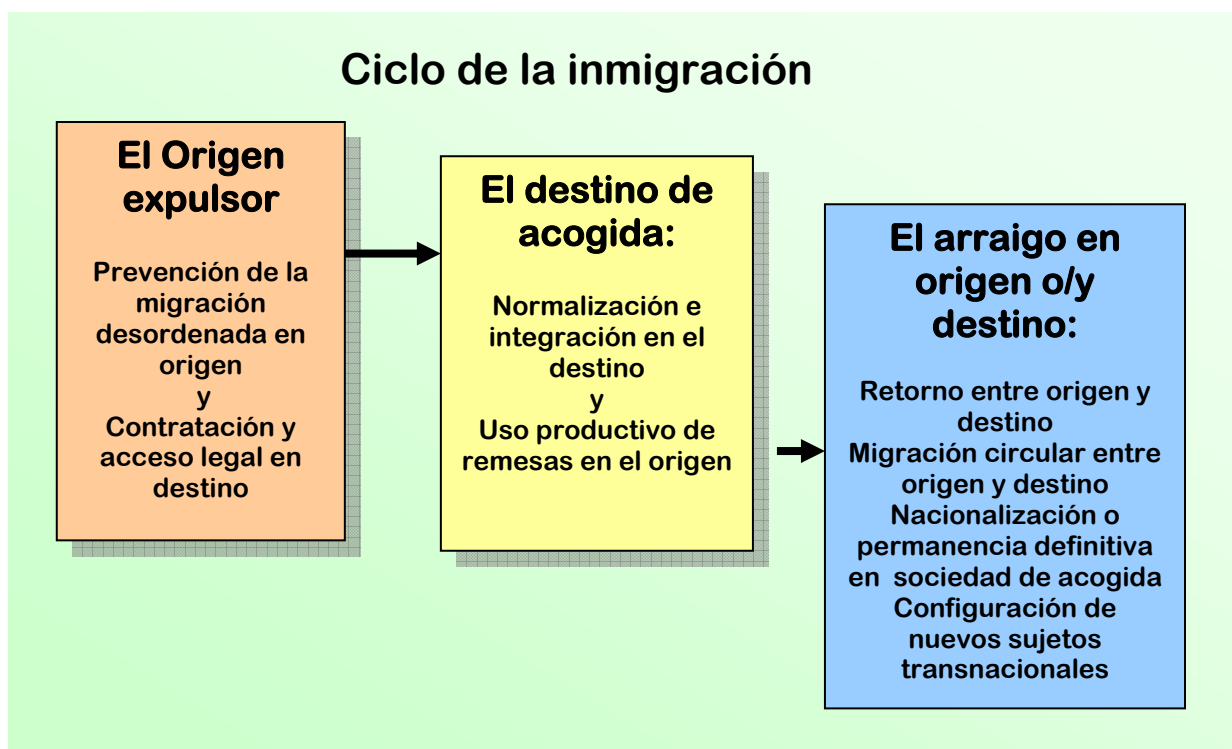 Ciclo de la inmigración
El Origen
expulsor
Prevención de la
migración
desordenada en
origen
y
Contratación y
acceso legal en
destino
El destino de
acogida:
Normalización e
integración en el
destino
y
Uso productivo de
remesas en el origen
El arraigo en
origen o/y
destino:
Retorno entre origen y
destino
Migración circular entre
origen y destino
Nacionalización o
permanencia definitiva
en sociedad de acogida
Configuración de
nuevos sujetos
transnacionales